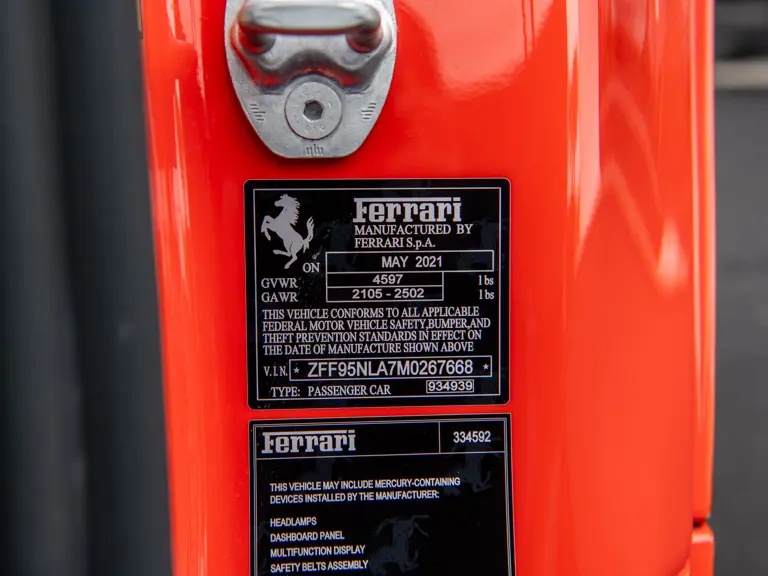 Ferrari
MANUFACTURED BY
FERRARI S.p.A.
ON MAY 2021
GVWR 4597 lbs
GAWR 2105 - 2502 lbs
THIS VEHICLE CONFORMS TO ALL APPLICABLE
FEDERAL MOTOR VEHICLE SAFETY,BUMPER,AND
THEFT PREVENTION STANDARDS IN EFFECT ON
THE DATE OF MANUFACTURE SHOWN ABOVE
V.I.N. * ZFF95NLA7M0267668 *
TYPE: PASSENGER CAR 934939
Ferrari 334592
THIS VEHICLE MAY INCLUDE MERCURY-CONTAINING
DEVICES INSTALLED BY THE MANUFACTURER:
HEADLAMPS
DASHBOARD PANEL
MULTIFUNCTION DISPLAY
SAFETY BELTS ASSEMBLY